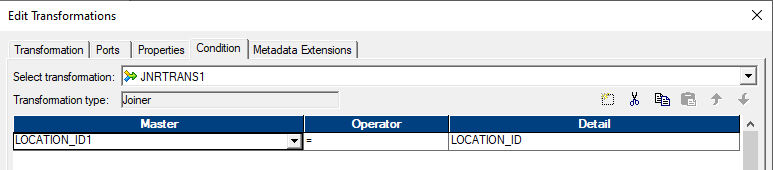 Edit Transformations
Transformation Ports Properties Condition Metadata Extensions
Select transformation: JNRTRANS1
Transformation type: Joiner
Master Operator Detail
LOCATION_ID1 = LOCATION_ID